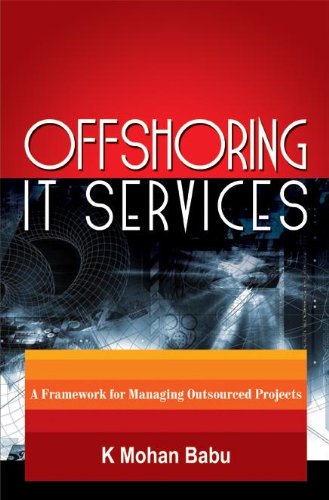 OFFSHORING
IT SERVICES
A Framework for Managing Outsourced Projects
K Mohan Babu